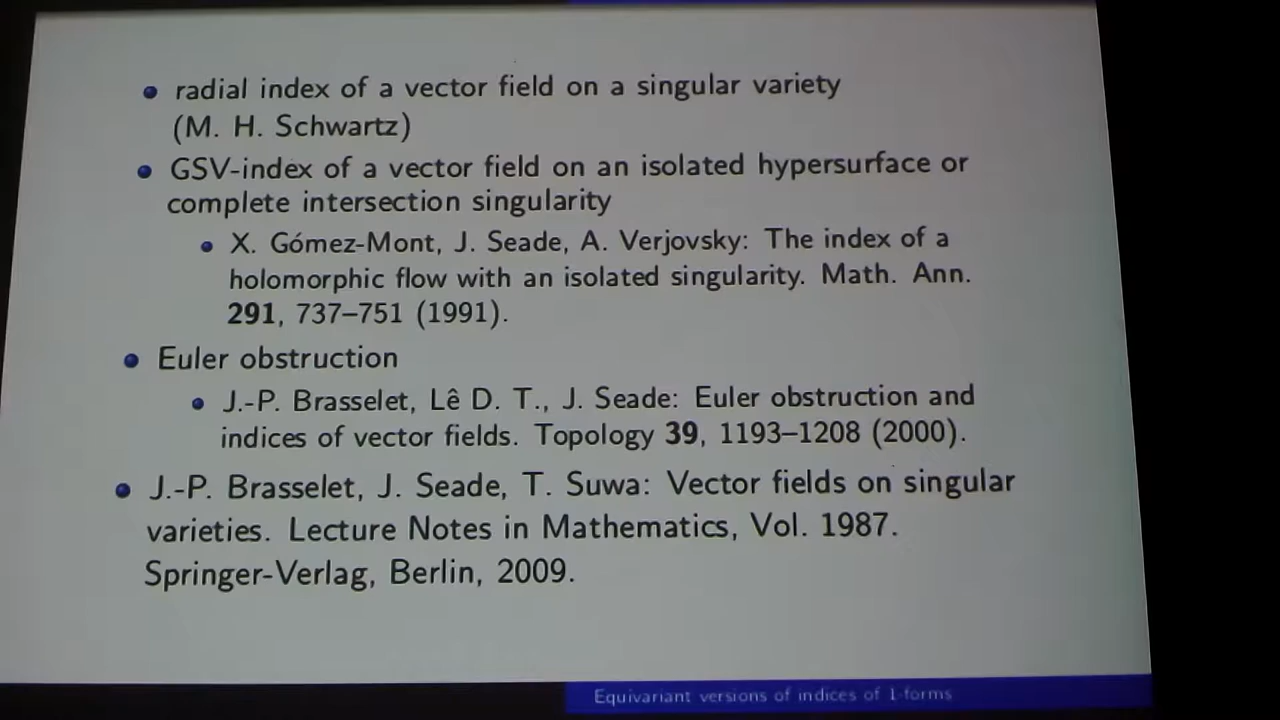 • radial index of a vector field on a singular variety
(M. H. Schwartz)
• GSV-index of a vector field on an isolated hypersurface or
complete intersection singularity
• X. Gómez-Mont, J. Seade, A. Verjovsky: The index of a
holomorphic flow with an isolated singularity. Math. Ann.
291, 737–751 (1991).
• Euler obstruction
• J.-P. Brasselet, Lê D. T., J. Seade: Euler obstruction and
indices of vector fields. Topology 39, 1193–1208 (2000).
• J.-P. Brasselet, J. Seade, T. Suwa: Vector fields on singular
varieties. Lecture Notes in Mathematics, Vol. 1987.
Springer-Verlag, Berlin, 2009.
Equivariant versions of indices of 1-forms